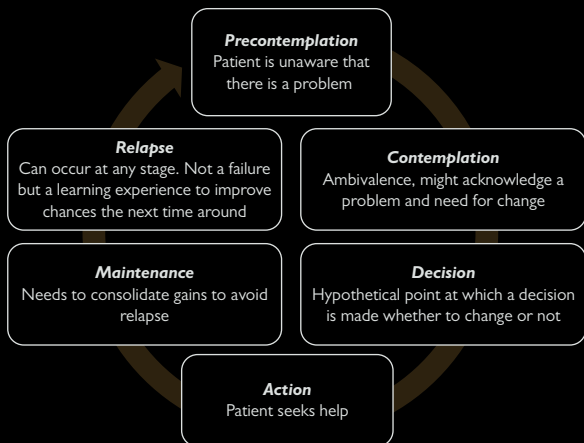 Precontemplation
Patient is unaware that
there is a problem
Contemplation
Ambivalence, might acknowledge a
problem and need for change
Decision
Hypothetical point at which a decision
is made whether to change or not
Action
Patient seeks help
Maintenance
Needs to consolidate gains to avoid
relapse
Relapse
Can occur at any stage. Not a failure
but a learning experience to improve
chances the next time around